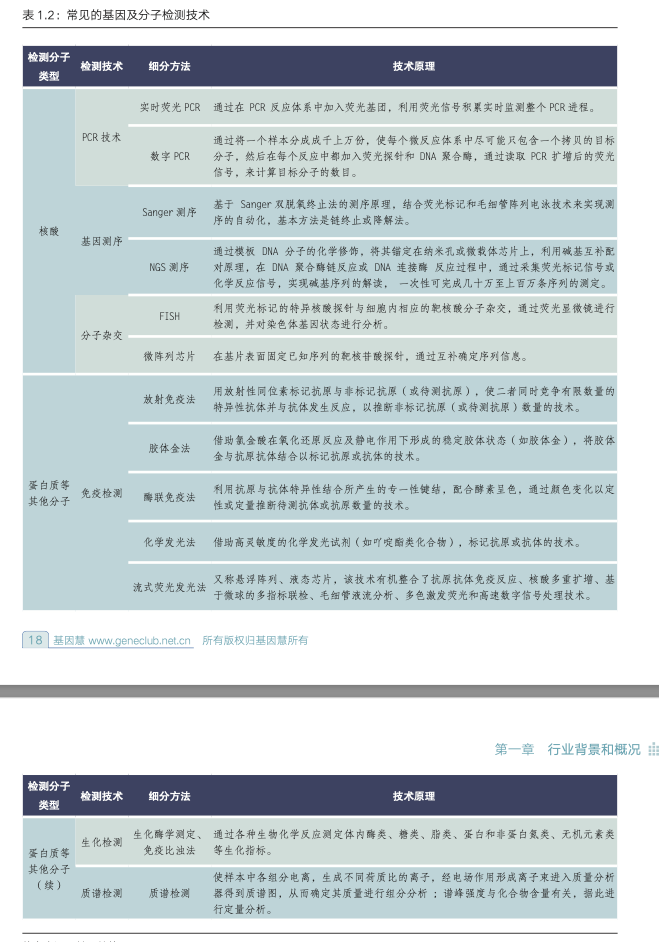 表 1.2：常见的基因及分子检测技术
检测分子
类型
检测技术
细分方法
技术原理
核酸
PCR 技术
实时荧光 PCR
通过在 PCR 反应体系中加入荧光基团，利用荧光信号积累实时监测整个 PCR 进程。
数字 PCR
通过将一个样本分成成千上万份，使每个微反应体系中尽可能只包含一个拷贝的目标
分子，然后在每个反应中都加入荧光探针和 DNA 聚合酶，通过读取 PCR 扩增后的荧光
信号，来计算目标分子的数目。
基因测序
Sanger 测序
基于 Sanger 双脱氧终止法的测序原理，结合荧光标记和毛细管阵列电泳技术来实现测
序的自动化，基本方法是链终止或降解法。
NGS 测序
通过模板 DNA 分子的化学修饰，将其锚定在纳米孔或微载体芯片上，利用碱基互补配
对原理，在 DNA 聚合酶链反应或 DNA 连接酶 反应过程中，通过采集荧光标记信号或
化学反应信号，实现碱基序列的解读， 一次性可完成几十万至上百万条序列的测定。
分子杂交
FISH
利用荧光标记的特异核酸探针与细胞内相应的靶核酸分子杂交，通过荧光显微镜进行
检测，并对染色体基因状态进行分析。
微阵列芯片
在基片表面固定已知序列的靶核苷酸探针，通过互补确定序列信息。
蛋白质等
其他分子
免疫检测
放射免疫法
用放射性同位素标记抗原与非标记抗原（或待测抗原），使二者同时竞争有限数量的
特异性抗体并与抗体发生反应，以推断非标记抗原（或待测抗原）数量的技术。
胶体金法
借助氯金酸在氧化还原反应及静电作用下形成的稳定胶体状态（如胶体金），将胶体
金与抗原抗体结合以标记抗原或抗体的技术。
酶联免疫法
利用抗原与抗体特异性结合所产生的专一性键结，配合酵素呈色，通过颜色变化以定
性或定量推断待测抗体或抗原数量的技术。
化学发光法
借助高灵敏度的化学发光试剂（如吖啶酯类化合物），标记抗原或抗体的技术。
流式荧光发光法
又称悬浮阵列、液态芯片，该技术有机整合了抗原抗体免疫反应、核酸多重扩增、基
于微球的多指标联检、毛细管液流分析、多色激发荧光和高速数字信号处理技术。
18 基因慧 www.geneclub.net.cn 所有版权归基因慧所有
第一章 行业背景和概况
检测分子
类型
检测技术
细分方法
技术原理
蛋白质等
其他分子
（续）
生化检测
生化酶学测定、
免疫比浊法
通过各种生物化学反应测定体内酶类、糖类、脂类、蛋白和非蛋白氮类、无机元素类
等生化指标。
质谱检测
质谱检测
使样本中各组分电离，生成不同荷质比的离子，经电场作用形成离子束进入质量分析
器得到质谱图，从而确定其质量进行组分分析 ；谱峰强度与化合物含量有关，据此进
行定量分析。